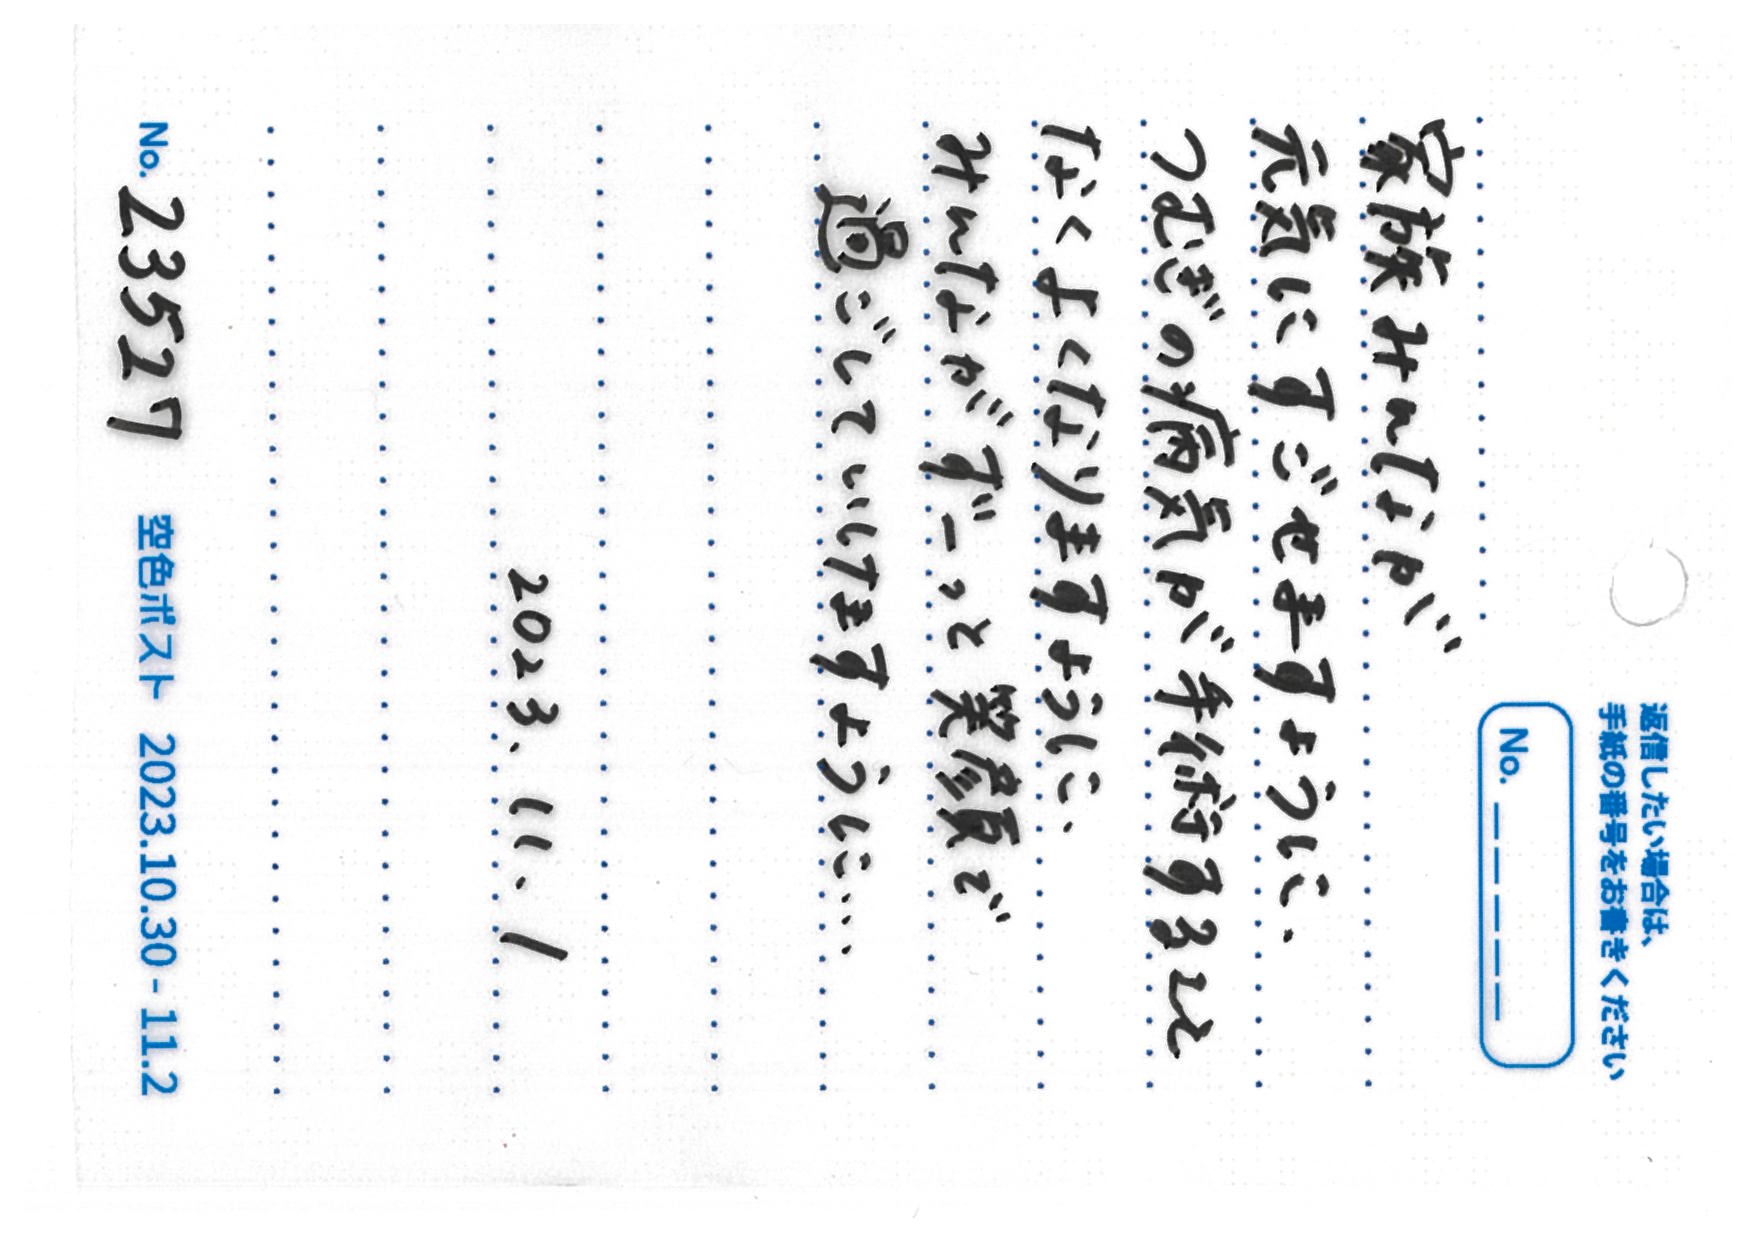 返信したい場合は、
手紙の番号をお書きください
No. _ _ _ _ _
家族みんなが
元気にすごせますように.
つむぎの病気が手術すること
なくよくなりますように.
みんながずーっと笑顔で
過ごしていけますように…
2023. 11. 1
No. 23527 空色ポスト 2023.10.30 - 11.2